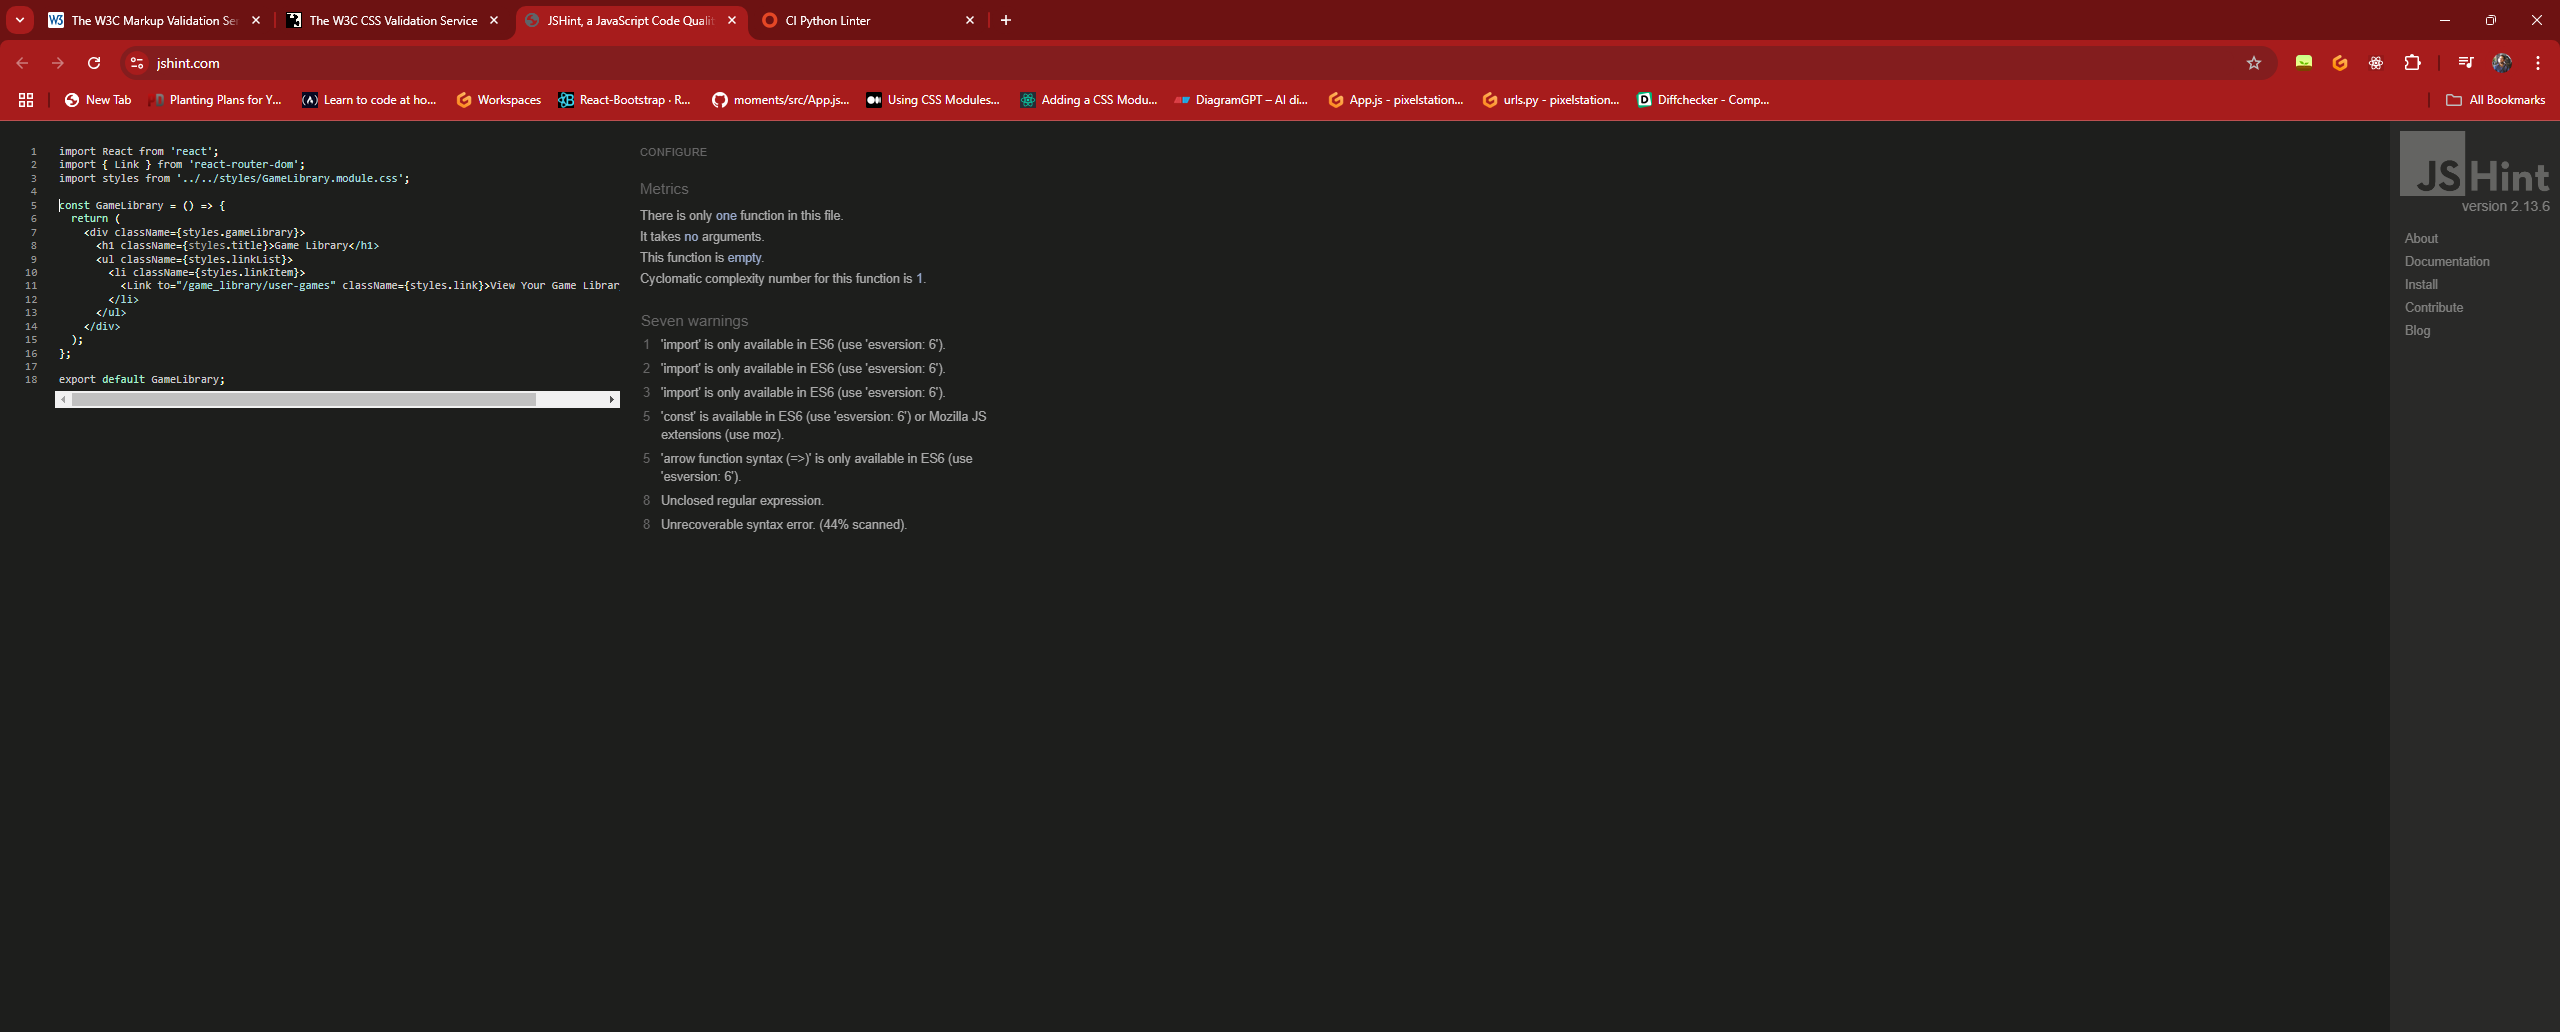 The W3C Markup Validation Se
The W3C CSS Validation Service
JSHint, a JavaScript Code Qualit
CI Python Linter
jshint.com
New Tab
Planting Plans for Y...
Learn to code at ho...
Workspaces
React-Bootstrap · R...
moments/src/App.js...
Using CSS Modules...
Adding a CSS Modu...
DiagramGPT – AI di...
App.js - pixelstation...
urls.py - pixelstation...
Diffchecker - Comp...
All Bookmarks
1 import React from 'react';
2 import { Link } from 'react-router-dom';
3 import styles from '../../styles/GameLibrary.module.css';
4
5 const GameLibrary = () => {
6 return (
7 <div className={styles.gameLibrary}>
8 <h1 className={styles.title}>Game Library</h1>
9 <ul className={styles.linkList}>
10 <li className={styles.linkItem}>
11 <Link to="/game_library/user-games" className={styles.link}>View Your Game Librar
12 </li>
13 </ul>
14 </div>
15 );
16 };
17
18 export default GameLibrary;
CONFIGURE
Metrics
There is only one function in this file.
It takes no arguments.
This function is empty.
Cyclomatic complexity number for this function is 1.
Seven warnings
1 'import' is only available in ES6 (use 'esversion: 6').
2 'import' is only available in ES6 (use 'esversion: 6').
3 'import' is only available in ES6 (use 'esversion: 6').
5 'const' is available in ES6 (use 'esversion: 6') or Mozilla JS
extensions (use moz).
5 'arrow function syntax (=>)' is only available in ES6 (use
'esversion: 6').
8 Unclosed regular expression.
8 Unrecoverable syntax error. (44% scanned).
JSHint
version 2.13.6
About
Documentation
Install
Contribute
Blog